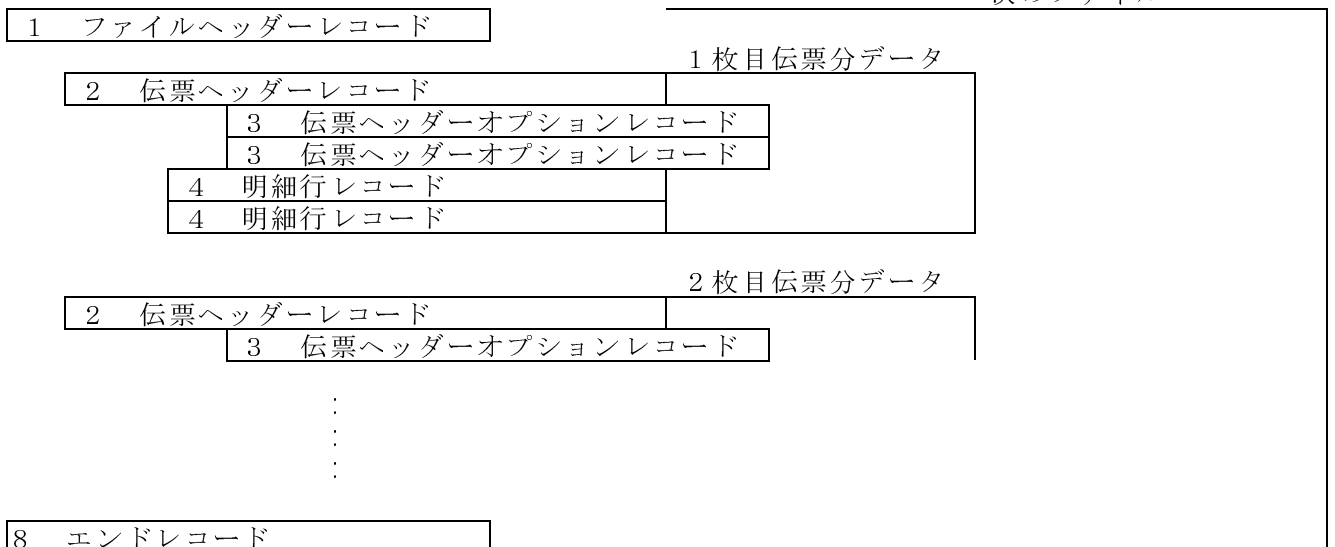 1 ファイルヘッダーレコード
1枚目伝票分データ
2 伝票ヘッダーレコード
3 伝票ヘッダーオプションレコード
3 伝票ヘッダーオプションレコード
4 明細行レコード
4 明細行レコード
2枚目伝票分データ
2 伝票ヘッダーレコード
3 伝票ヘッダーオプションレコード
:
:
:
8 エンドレコード